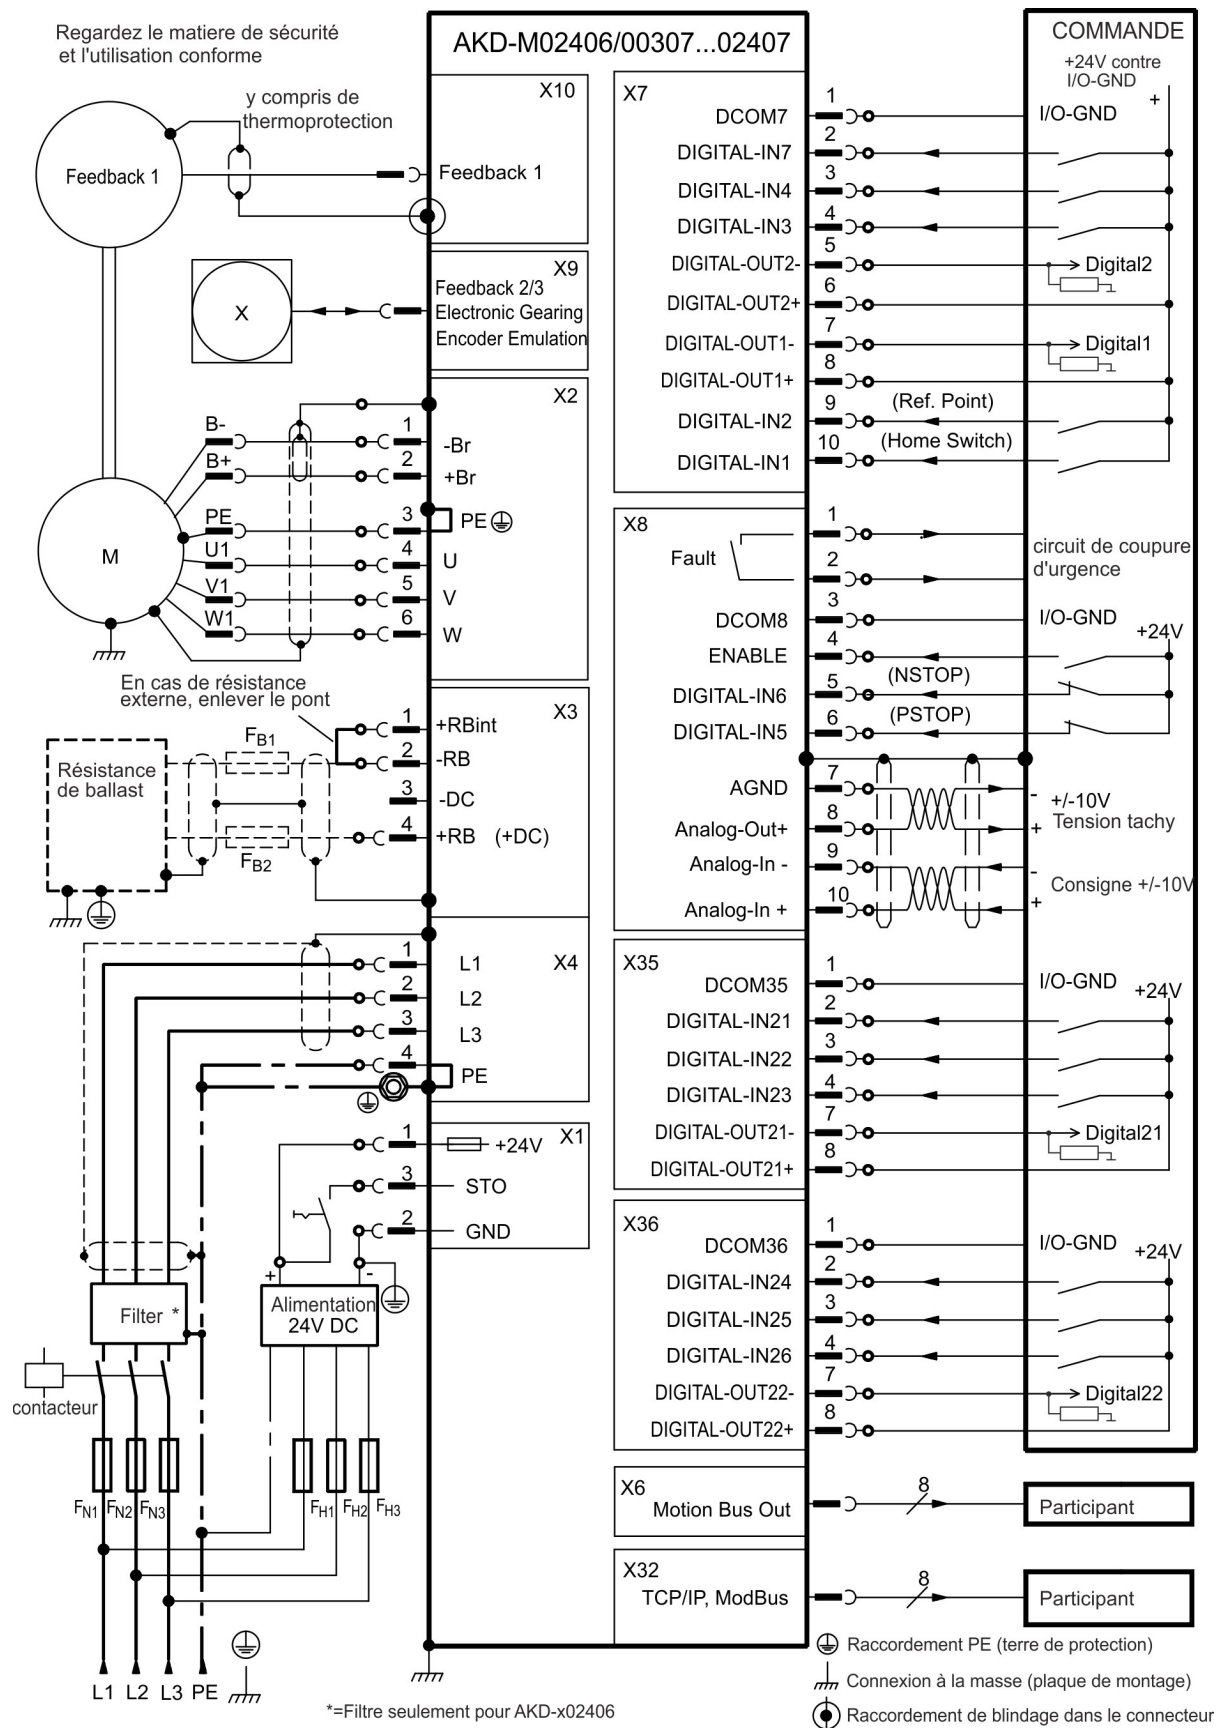 Regardez le matiere de sécurité
et l'utilisation conforme
AKD-M02406/00307...02407
COMMANDE
+24V contre
I/O-GND
+
y compris de
thermoprotection
Feedback 1
X10
Feedback 1
X
X9
Feedback 2/3
Electronic Gearing
Encoder Emulation
X2
B-
1
-Br
B+
2
+Br
PE
3
PE
U1
4
U
V1
5
V
W1
6
W
M
En cas de résistance
externe, enlever le pont
X3
1
+RBint
2
-RB
3
-DC
4
+RB (+DC)
FB1
FB2
Résistance
de ballast
X4
1
L1
2
L2
3
L3
4
PE
X1
1
+24V
3
STO
2
GND
+
-
Alimentation
24V DC
Filter *
contacteur
FN1
FN2
FN3
FH1
FH2
FH3
L1
L2
L3
PE
*=Filtre seulement pour AKD-x02406
X7
DCOM7
1
I/O-GND
DIGITAL-IN7
2
DIGITAL-IN4
3
DIGITAL-IN3
4
DIGITAL-OUT2-
5
Digital2
DIGITAL-OUT2+
6
DIGITAL-OUT1-
7
Digital1
DIGITAL-OUT1+
8
DIGITAL-IN2
9
(Ref. Point)
DIGITAL-IN1
10
(Home Switch)
X8
Fault
1
2
circuit de coupure
d'urgence
DCOM8
3
I/O-GND
+24V
ENABLE
4
DIGITAL-IN6
5
(NSTOP)
DIGITAL-IN5
6
(PSTOP)
AGND
7
-
Analog-Out+
8
+
+/-10V
Tension tachy
Analog-In -
9
-
Analog-In +
10
+
Consigne +/-10V
X35
DCOM35
1
I/O-GND
+24V
DIGITAL-IN21
2
DIGITAL-IN22
3
DIGITAL-IN23
4
DIGITAL-OUT21-
7
Digital21
DIGITAL-OUT21+
8
X36
DCOM36
1
I/O-GND
+24V
DIGITAL-IN24
2
DIGITAL-IN25
3
DIGITAL-IN26
4
DIGITAL-OUT22-
7
Digital22
DIGITAL-OUT22+
8
X6
Motion Bus Out
8
Participant
X32
TCP/IP, ModBus
8
Participant
Raccordement PE (terre de protection)
Connexion à la masse (plaque de montage)
Raccordement de blindage dans le connecteur